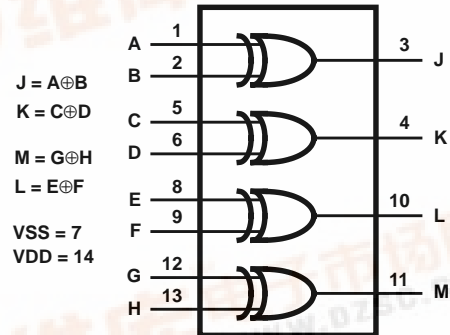 J = A⊕B
K = C⊕D
M = G⊕H
L = E⊕F
VSS = 7
VDD = 14
A 1
B 2
3 J
C 5
D 6
4 K
E 8
F 9
10 L
G 12
H 13
11 M